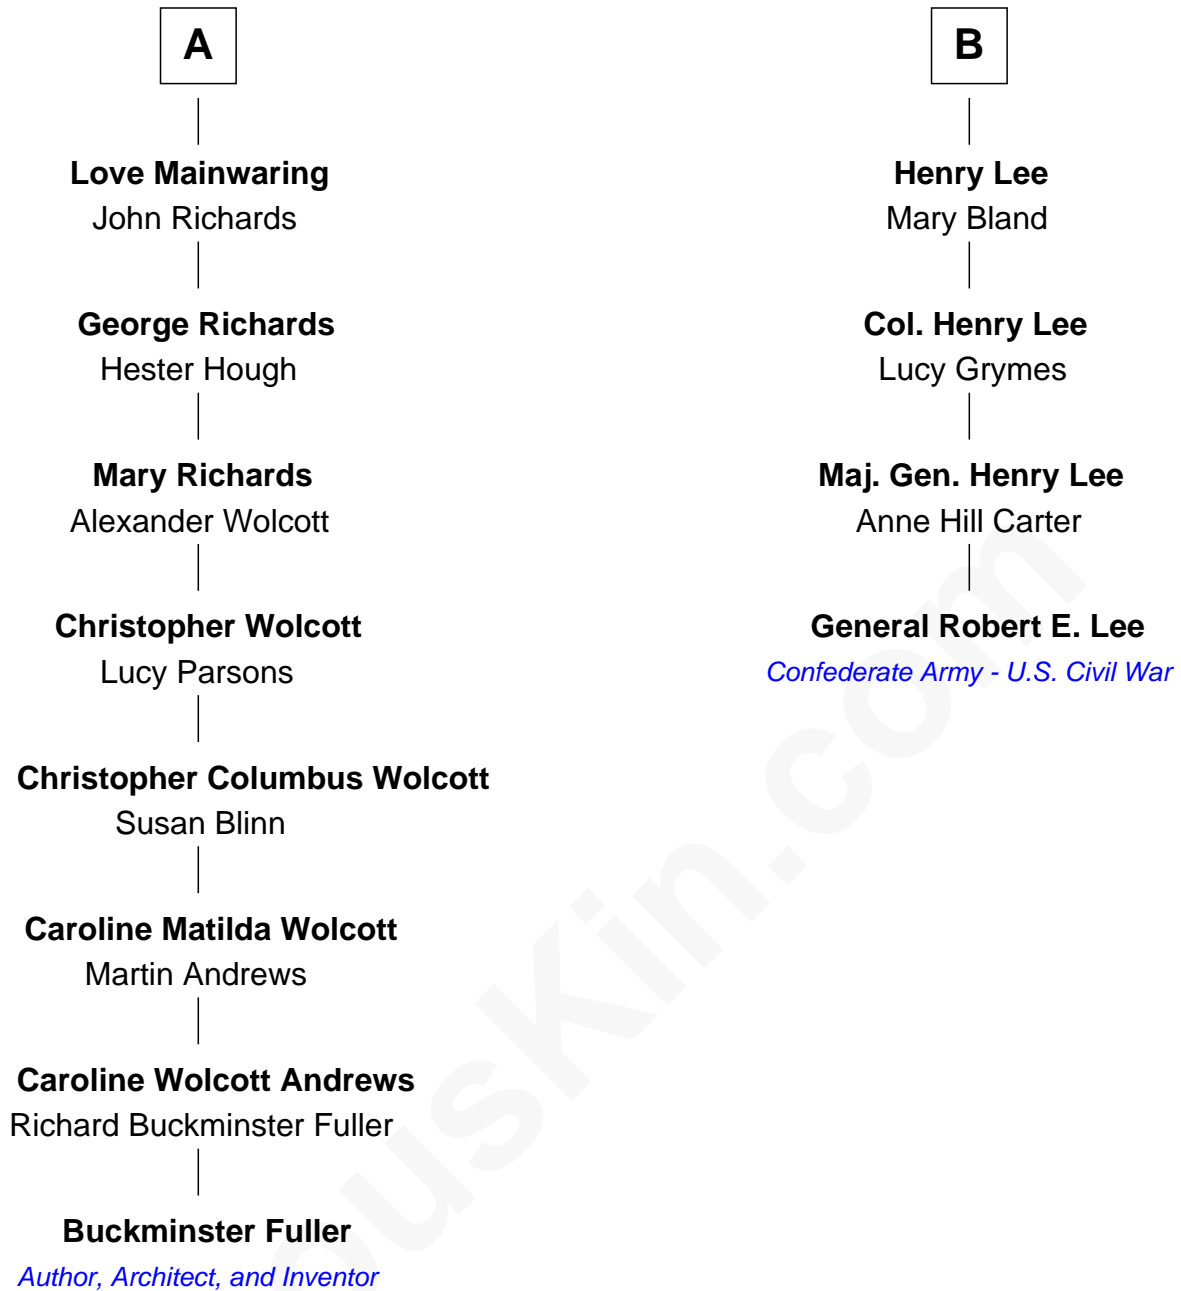 A
Love Mainwaring
John Richards
George Richards
Hester Hough
Mary Richards
Alexander Wolcott
Christopher Wolcott
Lucy Parsons
Christopher Columbus Wolcott
Susan Blinn
Caroline Matilda Wolcott
Martin Andrews
Caroline Wolcott Andrews
Richard Buckminster Fuller
Buckminster Fuller
Author, Architect, and Inventor
B
Henry Lee
Mary Bland
Col. Henry Lee
Lucy Grymes
Maj. Gen. Henry Lee
Anne Hill Carter
General Robert E. Lee
Confederate Army - U.S. Civil War
ousKin.com